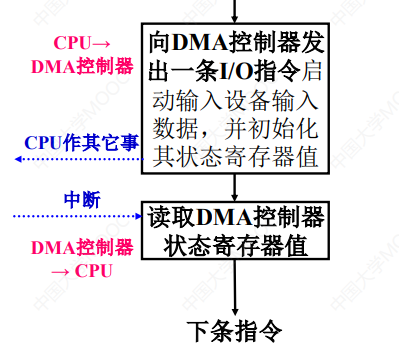 CPU→
DMA控制器
向DMA控制器发
出一条I/O指令启
动输入设备输入
数据，并初始化
其状态寄存器值
CPU作其它事
中断
读取DMA控制器
状态寄存器值
DMA控制器
→ CPU
下条指令